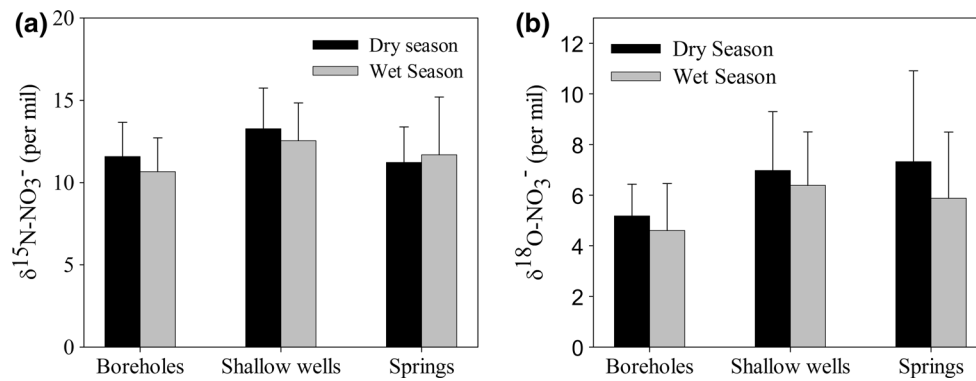 (a)
δ15N-NO3- (per mil)
20
15
10
5
0
Dry season
Wet Season
Boreholes Shallow wells Springs
(b)
δ18O-NO3- (per mil)
12
10
8
6
4
2
0
Dry Season
Wet Season
Boreholes Shallow wells Springs